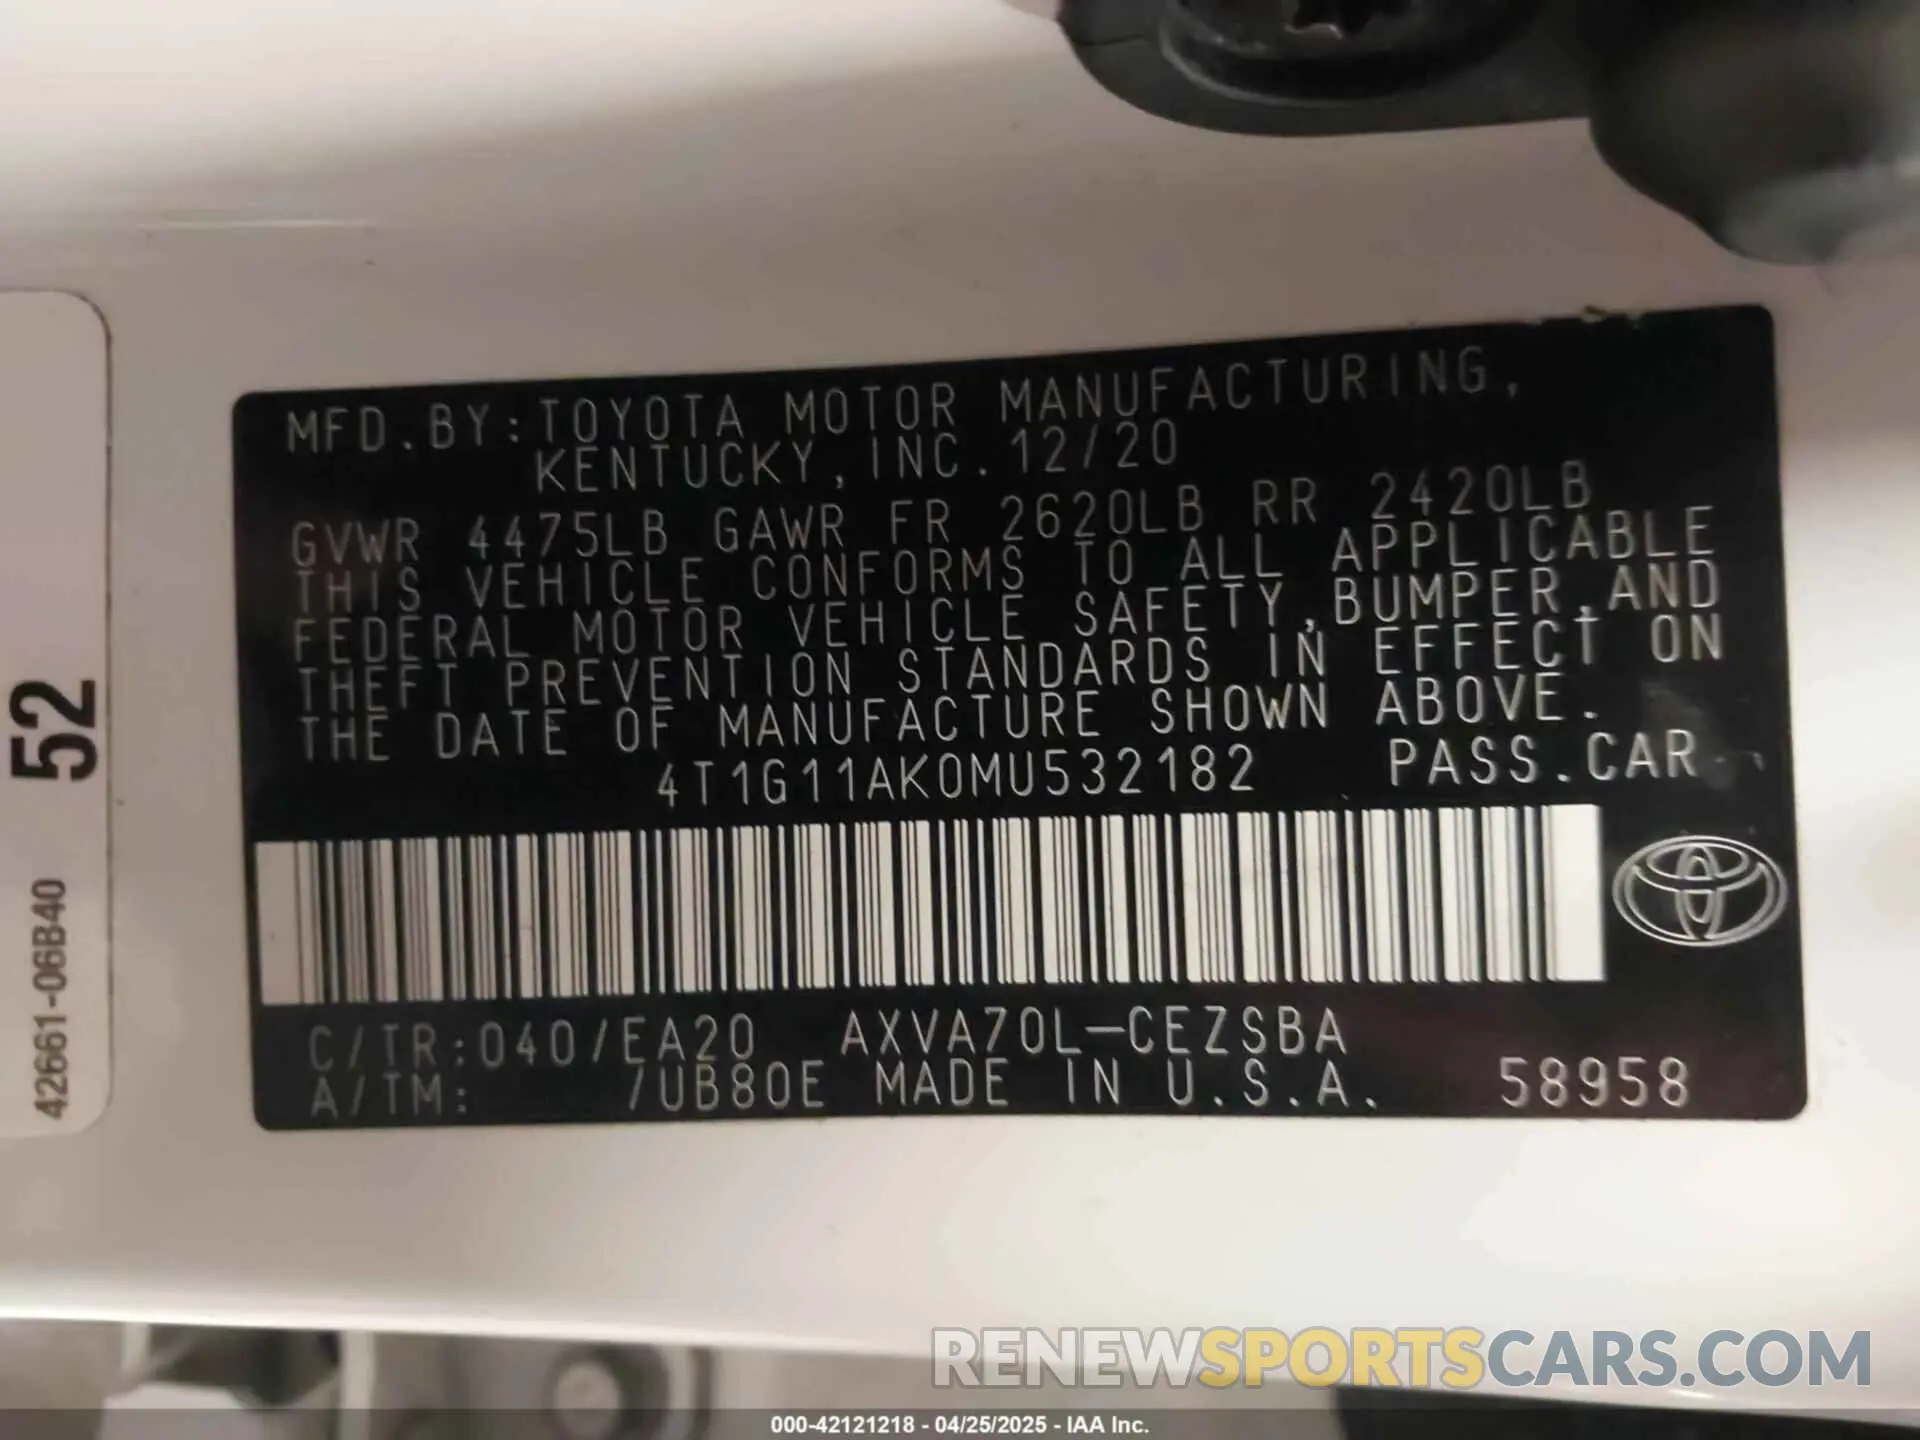 MFD.BY:TOYOTA MOTOR MANUFACTURING,
KENTUCKY,INC.12/20
GVWR 4475LB GAWR FR 2620LB RR 2420LB
THIS VEHICLE CONFORMS TO ALL APPLICABLE
FEDERAL MOTOR VEHICLE SAFETY,BUMPER,AND
THEFT PREVENTION STANDARDS IN EFFECT ON
THE DATE OF MANUFACTURE SHOWN ABOVE.
4T1G11AK0MU532182 PASS.CAR
C/TR:040/EA20 AXVA70L-CEZSBA
A/TM: /UB80E MADE IN U.S.A. 58958
52
42661-06B40
RENEWSPORTSCARS.COM
000-42121218 - 04/25/2025 - IAA Inc.